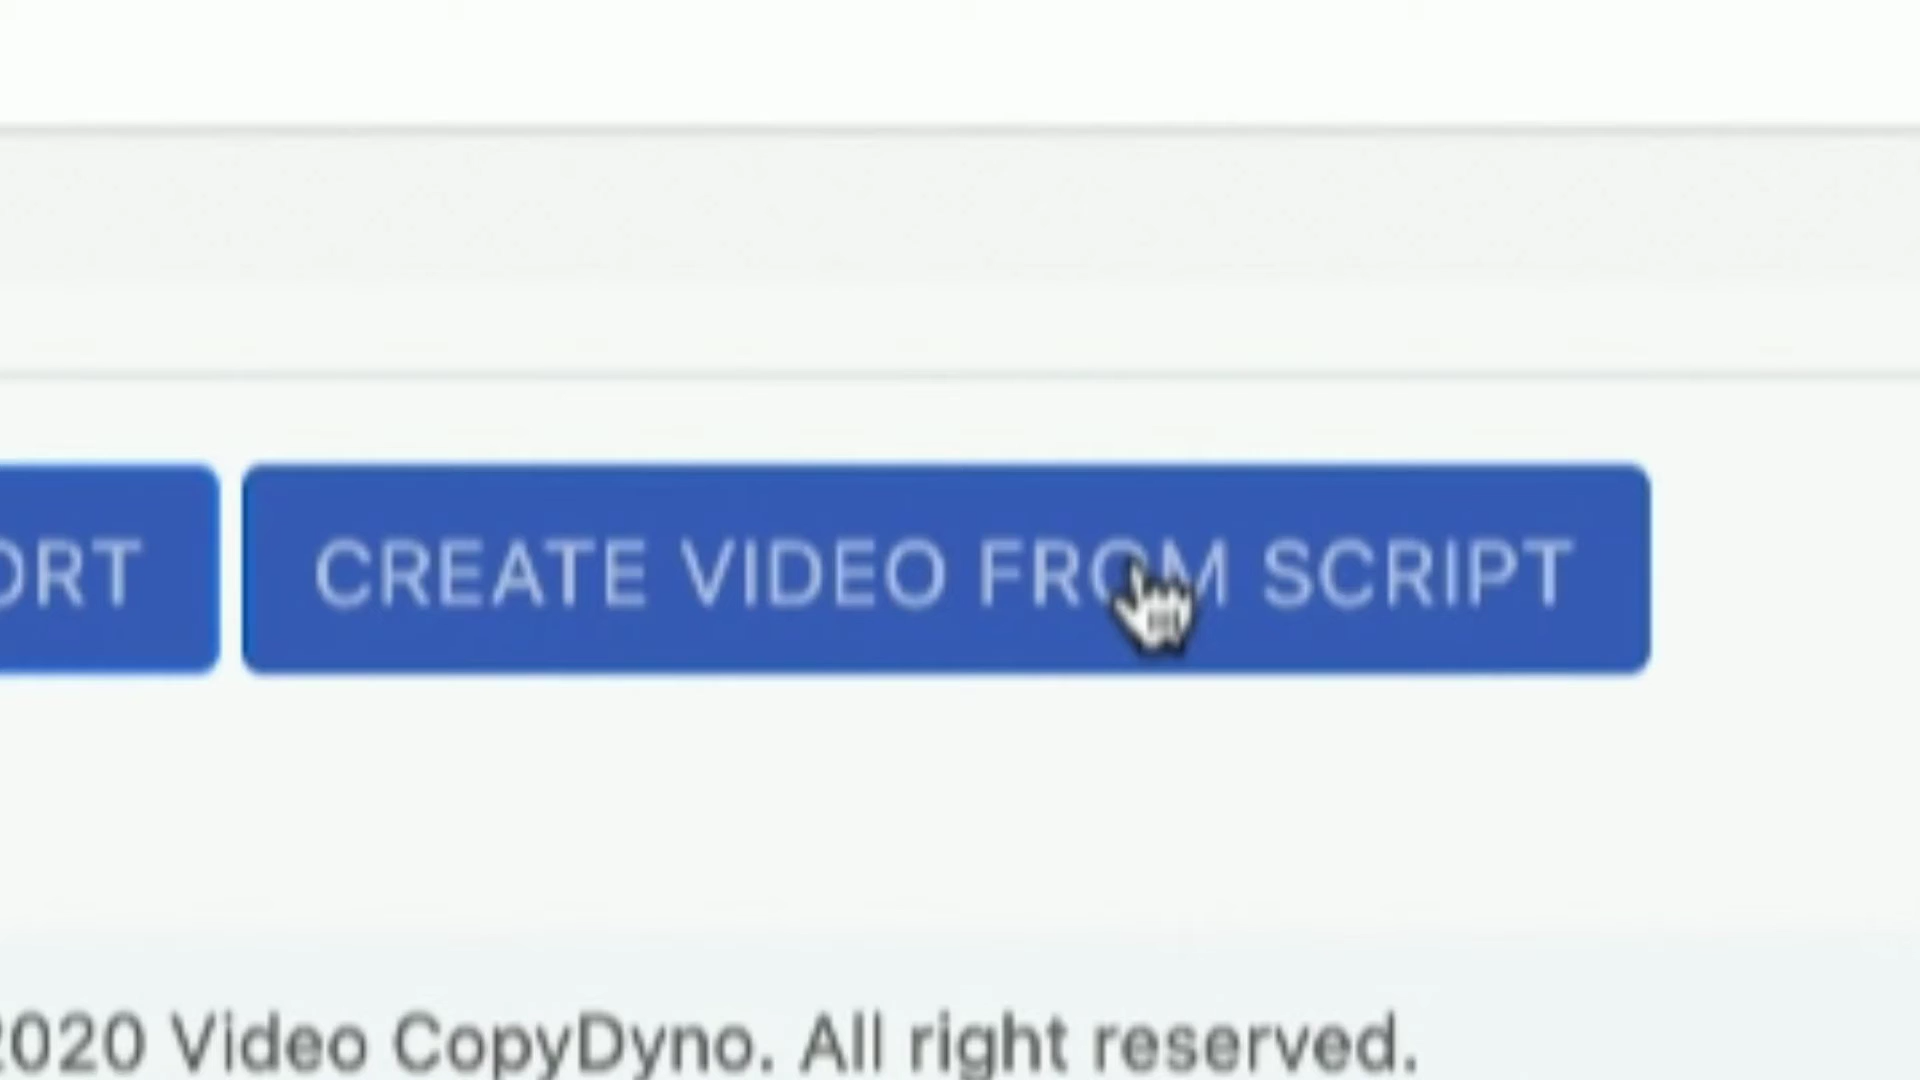 ORT
CREATE VIDEO FROM SCRIPT
2020 Video CopyDyno. All right reserved.